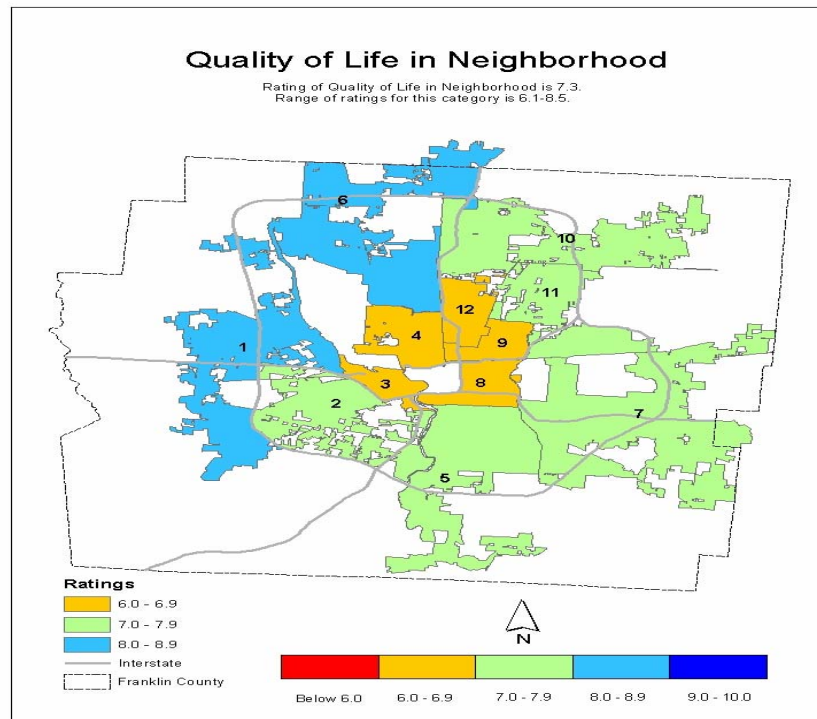 Quality of Life in Neighborhood
Rating of Quality of Life in Neighborhood is 7.3.
Range of ratings for this category is 6.1-8.5.
6
10
11
12
1
4
9
3
8
2
7
5
Ratings
6.0 - 6.9
7.0 - 7.9
8.0 - 8.9
Interstate
Franklin County
N
Below 6.0
6.0 - 6.9
7.0 - 7.9
8.0 - 8.9
9.0 - 10.0